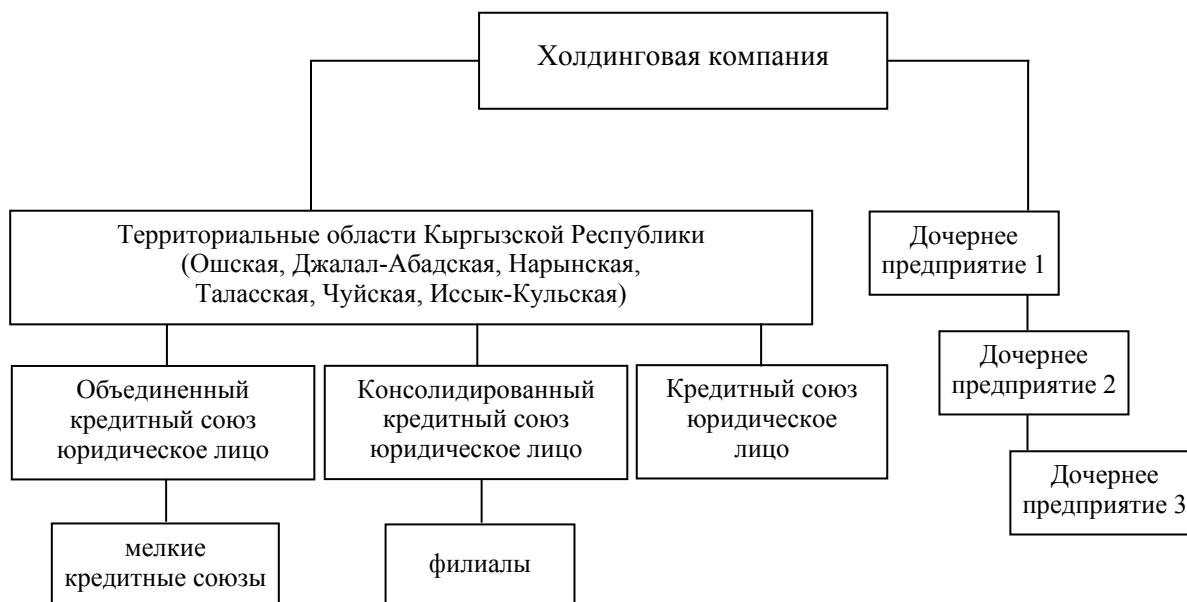 Холдинговая компания
Территориальные области Кыргызской Республики
(Ошская, Джалал-Абадская, Нарынская,
Таласская, Чуйская, Иссык-Кульская)
Дочернее
предприятие 1
Дочернее
предприятие 2
Дочернее
предприятие 3
Объединенный
кредитный союз
юридическое лицо
Консолидированный
кредитный союз
юридическое лицо
Кредитный союз
юридическое
лицо
мелкие
кредитные союзы
филиалы